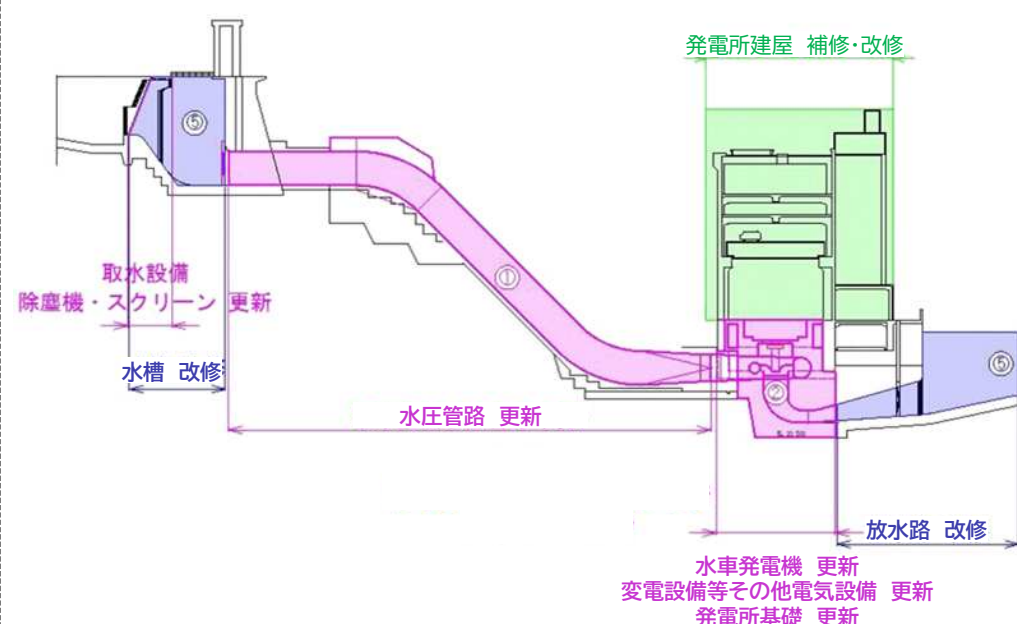 発電所建屋 補修・改修
⑤
①
取水設備
除塵機・スクリーン 更新
水槽 改修
⑤
②
水圧管路 更新
放水路 改修
水車発電機 更新
変電設備等その他電気設備 更新
発電所基礎 更新